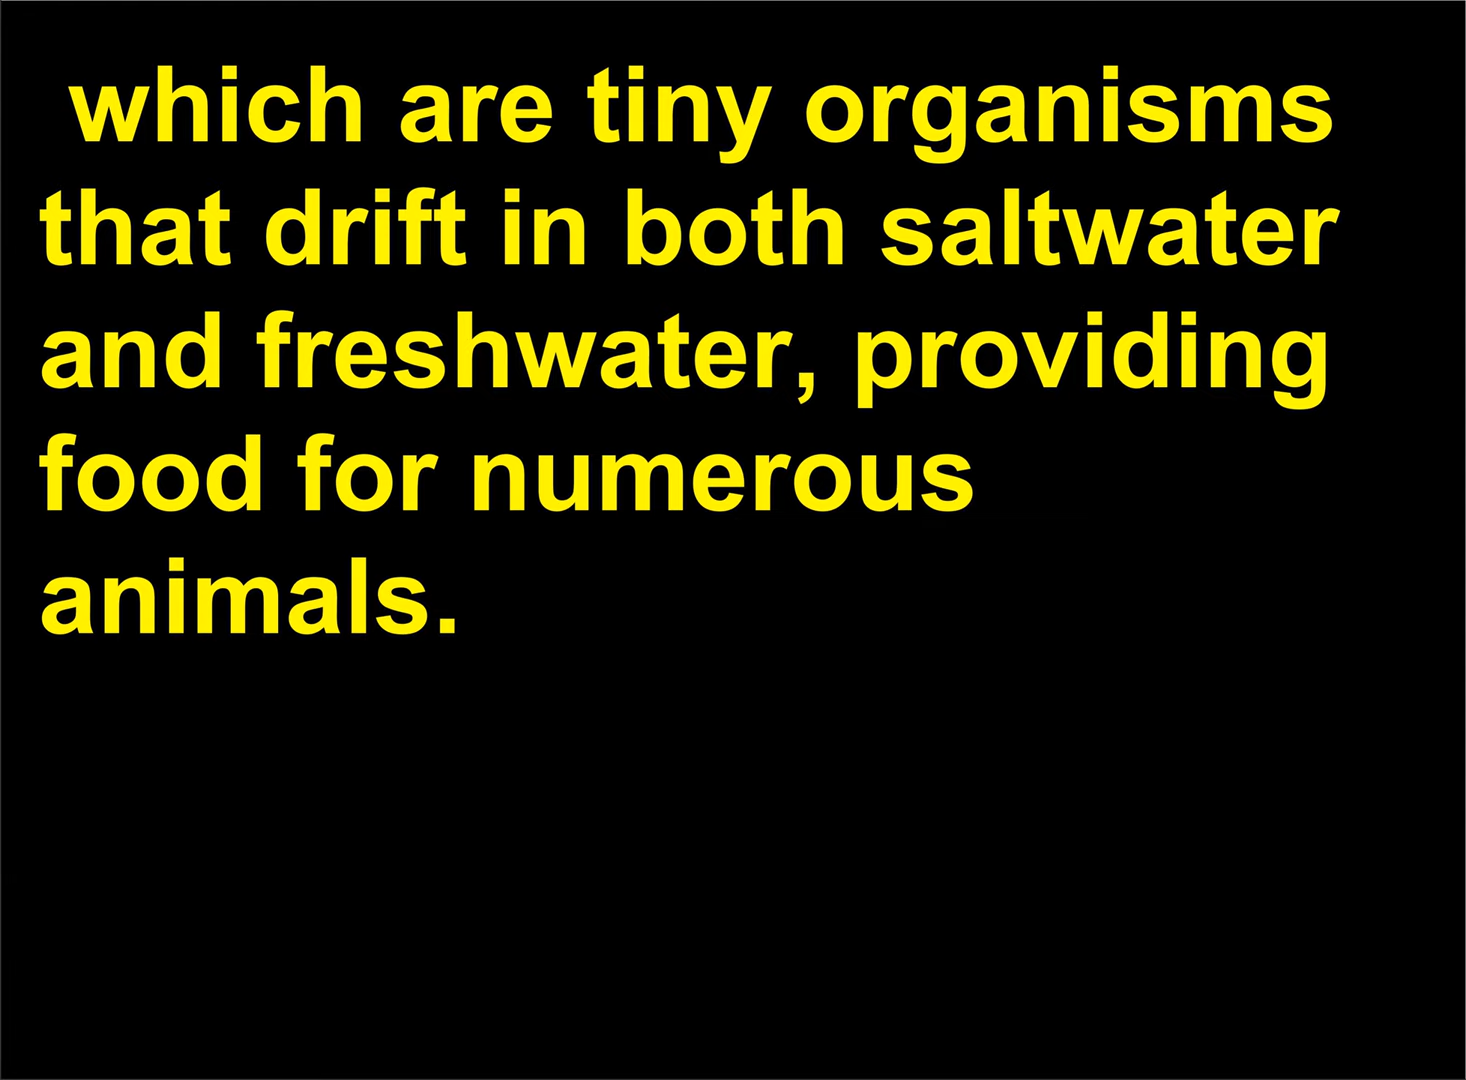 which are tiny organisms
that drift in both saltwater
and freshwater, providing
food for numerous
animals.